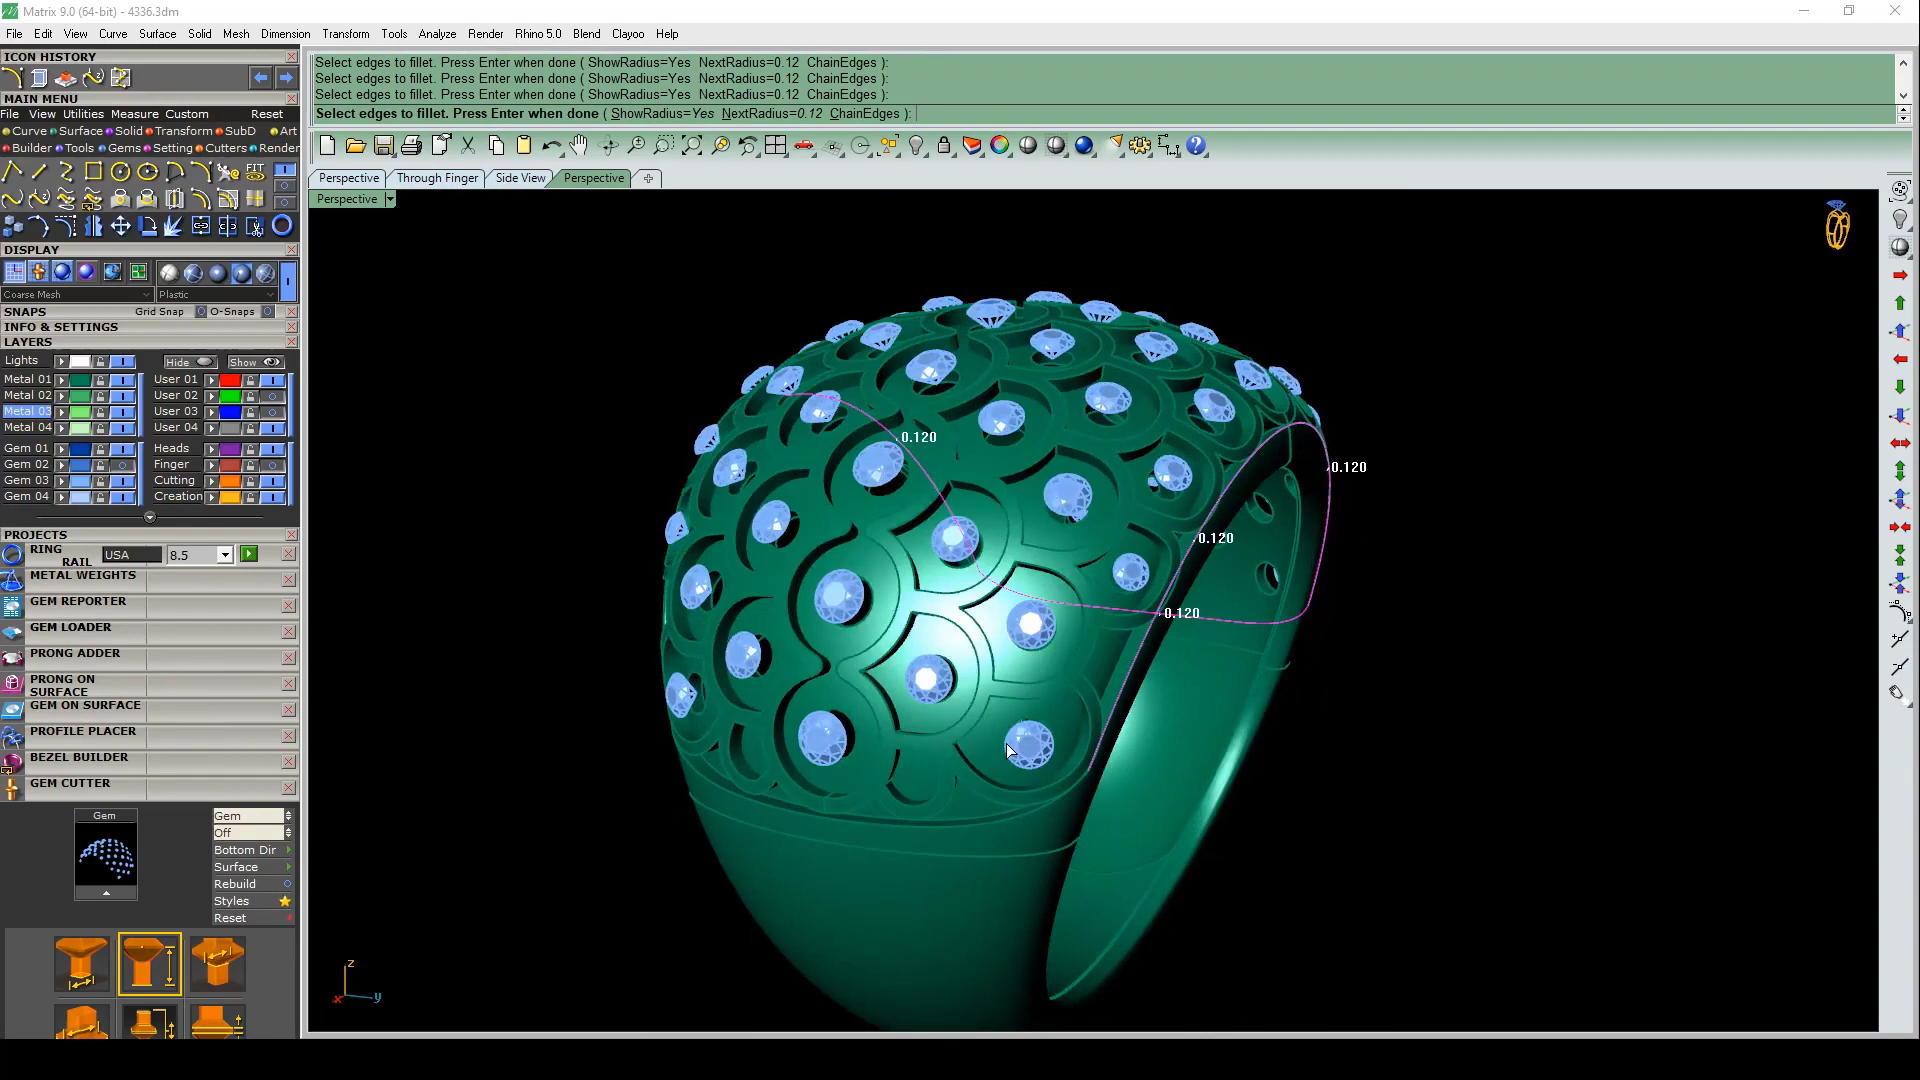 Matrix 9.0 (64-bit) - 4336.3dm
File Edit View Curve Surface Solid Mesh Dimension Transform Tools Analyze Render Rhino 5.0 Blend Clayoo Help
ICON HISTORY
Select edges to fillet. Press Enter when done ( ShowRadius=Yes NextRadius=0.12 ChainEdges ):
Select edges to fillet. Press Enter when done ( ShowRadius=Yes NextRadius=0.12 ChainEdges ):
Select edges to fillet. Press Enter when done ( ShowRadius=Yes NextRadius=0.12 ChainEdges ):
Select edges to fillet. Press Enter when done ( ShowRadius=Yes NextRadius=0.12 ChainEdges ):
MAIN MENU
File View Utilities Measure Custom Reset
Curve Surface Solid Transform SubD Art
Builder Tools Gems Setting Cutters Render
FIT
Perspective Through Finger Side View Perspective
Perspective
DISPLAY
Coarse Mesh Plastic
SNAPS Grid Snap O-Snaps
INFO & SETTINGS
LAYERS
Lights Hide Show
Metal 01 User 01
Metal 02 User 02
Metal 03 User 03
Metal 04 User 04
Gem 01 Heads
Gem 02 Finger
Gem 03 Cutting
Gem 04 Creation
PROJECTS
RING RAIL USA 8.5
METAL WEIGHTS
GEM REPORTER
GEM LOADER
PRONG ADDER
PRONG ON SURFACE
GEM ON SURFACE
PROFILE PLACER
BEZEL BUILDER
GEM CUTTER
Gem Gem
Off
Bottom Dir
Surface
Rebuild
Styles
Reset
0.120
0.120
0.120
0.120
z
x y